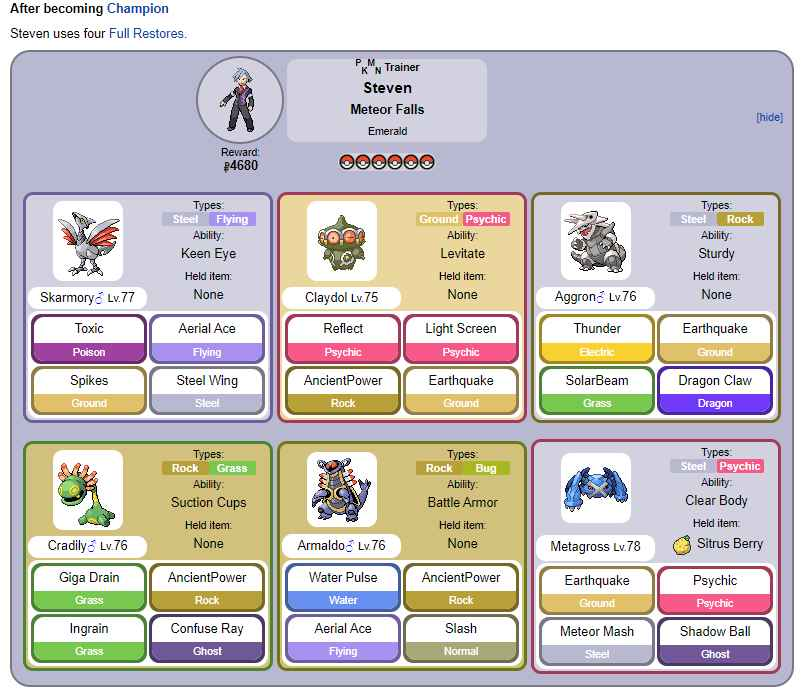 After becoming Champion
Steven uses four Full Restores.
PKMN Trainer
Steven
Meteor Falls
Emerald
[hide]
Reward:
₽4680
Types:
Steel Flying
Ability:
Keen Eye
Held item:
None
Skarmory♂ Lv.77
Toxic
Poison
Aerial Ace
Flying
Spikes
Ground
Steel Wing
Steel
Types:
Ground Psychic
Ability:
Levitate
Held item:
None
Claydol Lv.75
Reflect
Psychic
Light Screen
Psychic
AncientPower
Rock
Earthquake
Ground
Types:
Steel Rock
Ability:
Sturdy
Held item:
None
Aggron♂ Lv.76
Thunder
Electric
Earthquake
Ground
SolarBeam
Grass
Dragon Claw
Dragon
Types:
Rock Grass
Ability:
Suction Cups
Held item:
None
Cradily♂ Lv.76
Giga Drain
Grass
AncientPower
Rock
Ingrain
Grass
Confuse Ray
Ghost
Types:
Rock Bug
Ability:
Battle Armor
Held item:
None
Armaldo♂ Lv.76
Water Pulse
Water
AncientPower
Rock
Aerial Ace
Flying
Slash
Normal
Types:
Steel Psychic
Ability:
Clear Body
Held item:
Sitrus Berry
Metagross Lv.78
Earthquake
Ground
Psychic
Psychic
Meteor Mash
Steel
Shadow Ball
Ghost